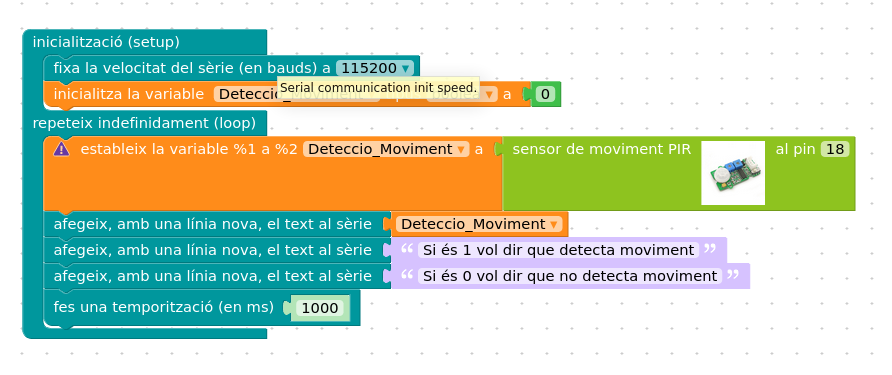 inicialització (setup)
fixa la velocitat del sèrie (en bauds) a 115200
Serial communication init speed.
inicialitza la variable a 0
repeteix indefinidament (loop)
estableix la variable %1 a %2 Deteccio_Moviment a sensor de moviment PIR al pin 18
afegeix, amb una línia nova, el text al sèrie Deteccio_Moviment
afegeix, amb una línia nova, el text al sèrie “ Si és 1 vol dir que detecta moviment ”
afegeix, amb una línia nova, el text al sèrie “ Si és 0 vol dir que no detecta moviment ”
fes una temporització (en ms) 1000